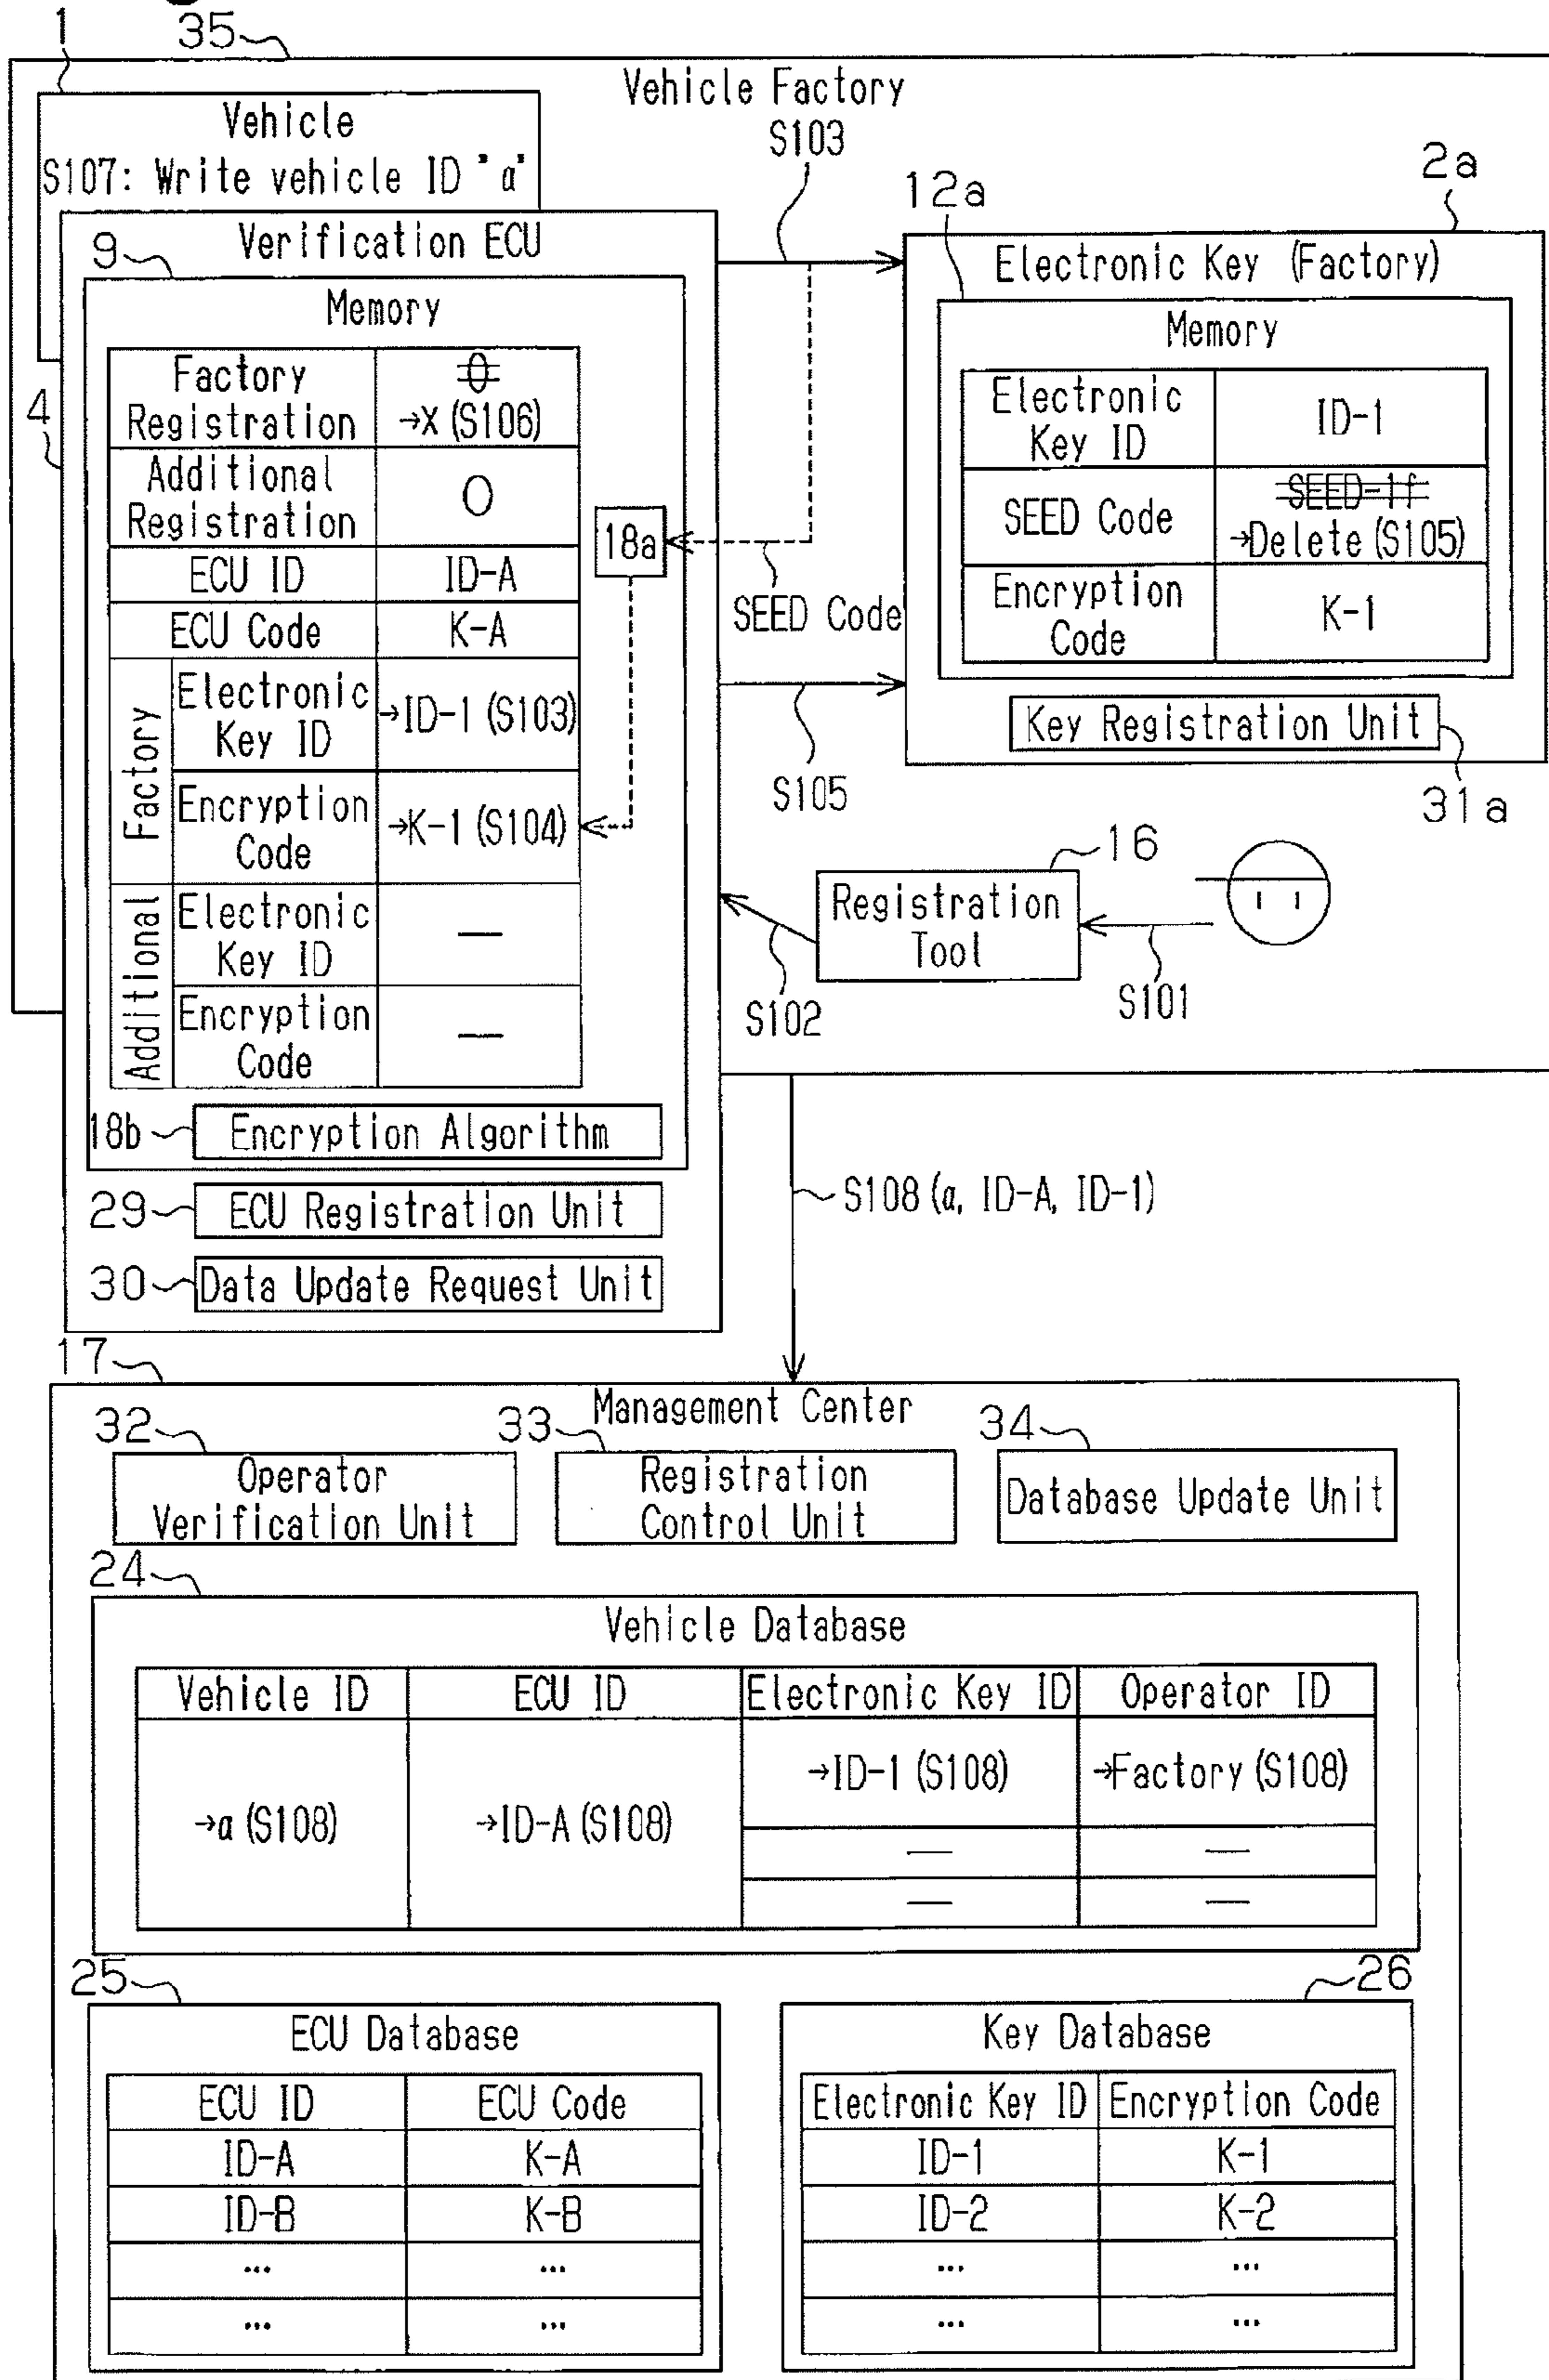 1
35
Vehicle Factory
Vehicle
S107: Write vehicle ID "α"
S103
2a
12a
9
Verification ECU
Electronic Key (Factory)
Memory
Memory
4
Factory Registration
O
→X (S106)
Additional Registration
O
ECU ID
ID-A
ECU Code
K-A
Factory
Electronic Key ID
→ID-1 (S103)
Encryption Code
→K-1 (S104)
Additional
Electronic Key ID
—
Encryption Code
—
18a
SEED Code
Electronic Key ID
ID-1
SEED Code
SEED-1f
→Delete (S105)
Encryption Code
K-1
Key Registration Unit
31a
S105
16
Registration Tool
S102
S101
18b
Encryption Algorithm
29
ECU Registration Unit
30
Data Update Request Unit
S108 (α, ID-A, ID-1)
17
Management Center
32
33
34
Operator Verification Unit
Registration Control Unit
Database Update Unit
24
Vehicle Database
Vehicle ID
ECU ID
Electronic Key ID
Operator ID
→α (S108)
→ID-A (S108)
→ID-1 (S108)
→Factory (S108)
—
—
—
—
25
26
ECU Database
ECU ID
ECU Code
ID-A
K-A
ID-B
K-B
...
...
...
...
Key Database
Electronic Key ID
Encryption Code
ID-1
K-1
ID-2
K-2
...
...
...
...